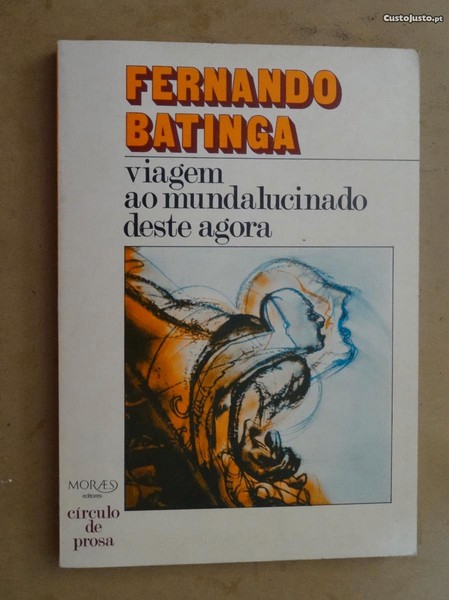 CustoJusto.pt
FERNANDO
BATINGA
viagem
ao mundalucinado
deste agora
MORÆS
editores
círculo
de
prosa